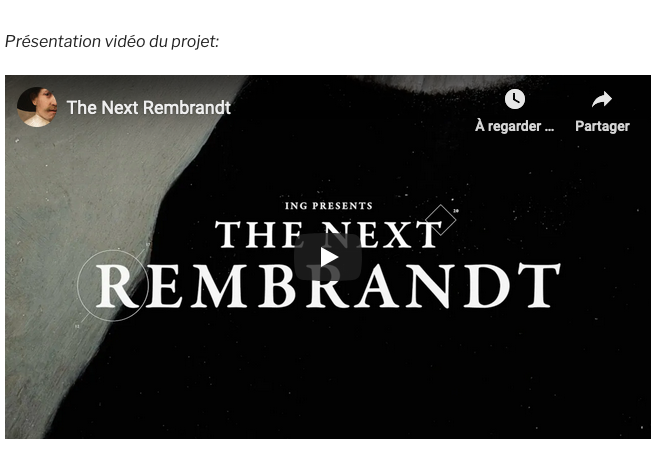 Présentation vidéo du projet:
The Next Rembrandt
À regarder ...
Partager
ING PRESENTS
THE NEXT
REMBRANDT